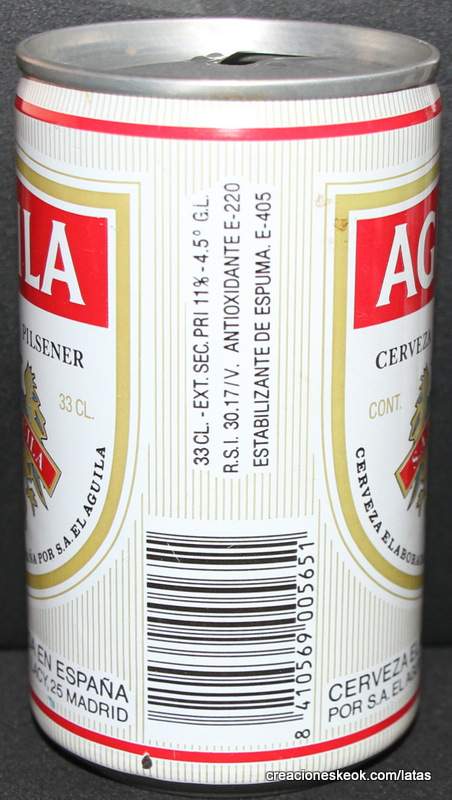 ILA
PILSENER
33 CL.
ILA
POR S.A. EL AGUILA
EN ESPAÑA
25 MADRID
33 CL. - EXT. SEC. PRI 11% - 4.5° G.L.
R.S.I. 30.17/V. ANTIOXIDANTE E-220
ESTABILIZANTE DE ESPUMA. E-405
8 410569 005651
AG
CERVEZA
CONT.
S.A.
CERVEZA ELABORA
CERVEZA E
POR S.A. EL
creacioneskeok.com/latas